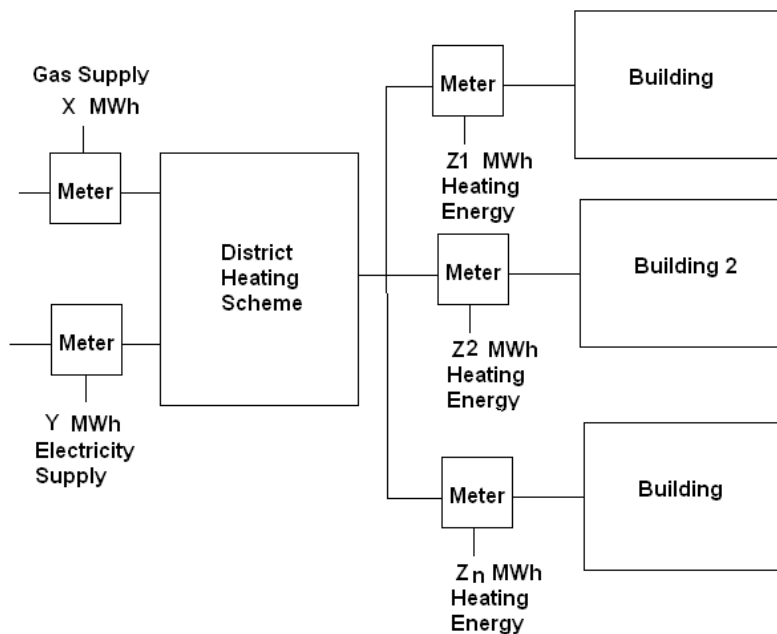 Gas Supply
X MWh
Meter
Meter
Y MWh
Electricity
Supply
District
Heating
Scheme
Meter
Z1 MWh
Heating
Energy
Building
Meter
Z2 MWh
Heating
Energy
Building 2
Meter
Zn MWh
Heating
Energy
Building